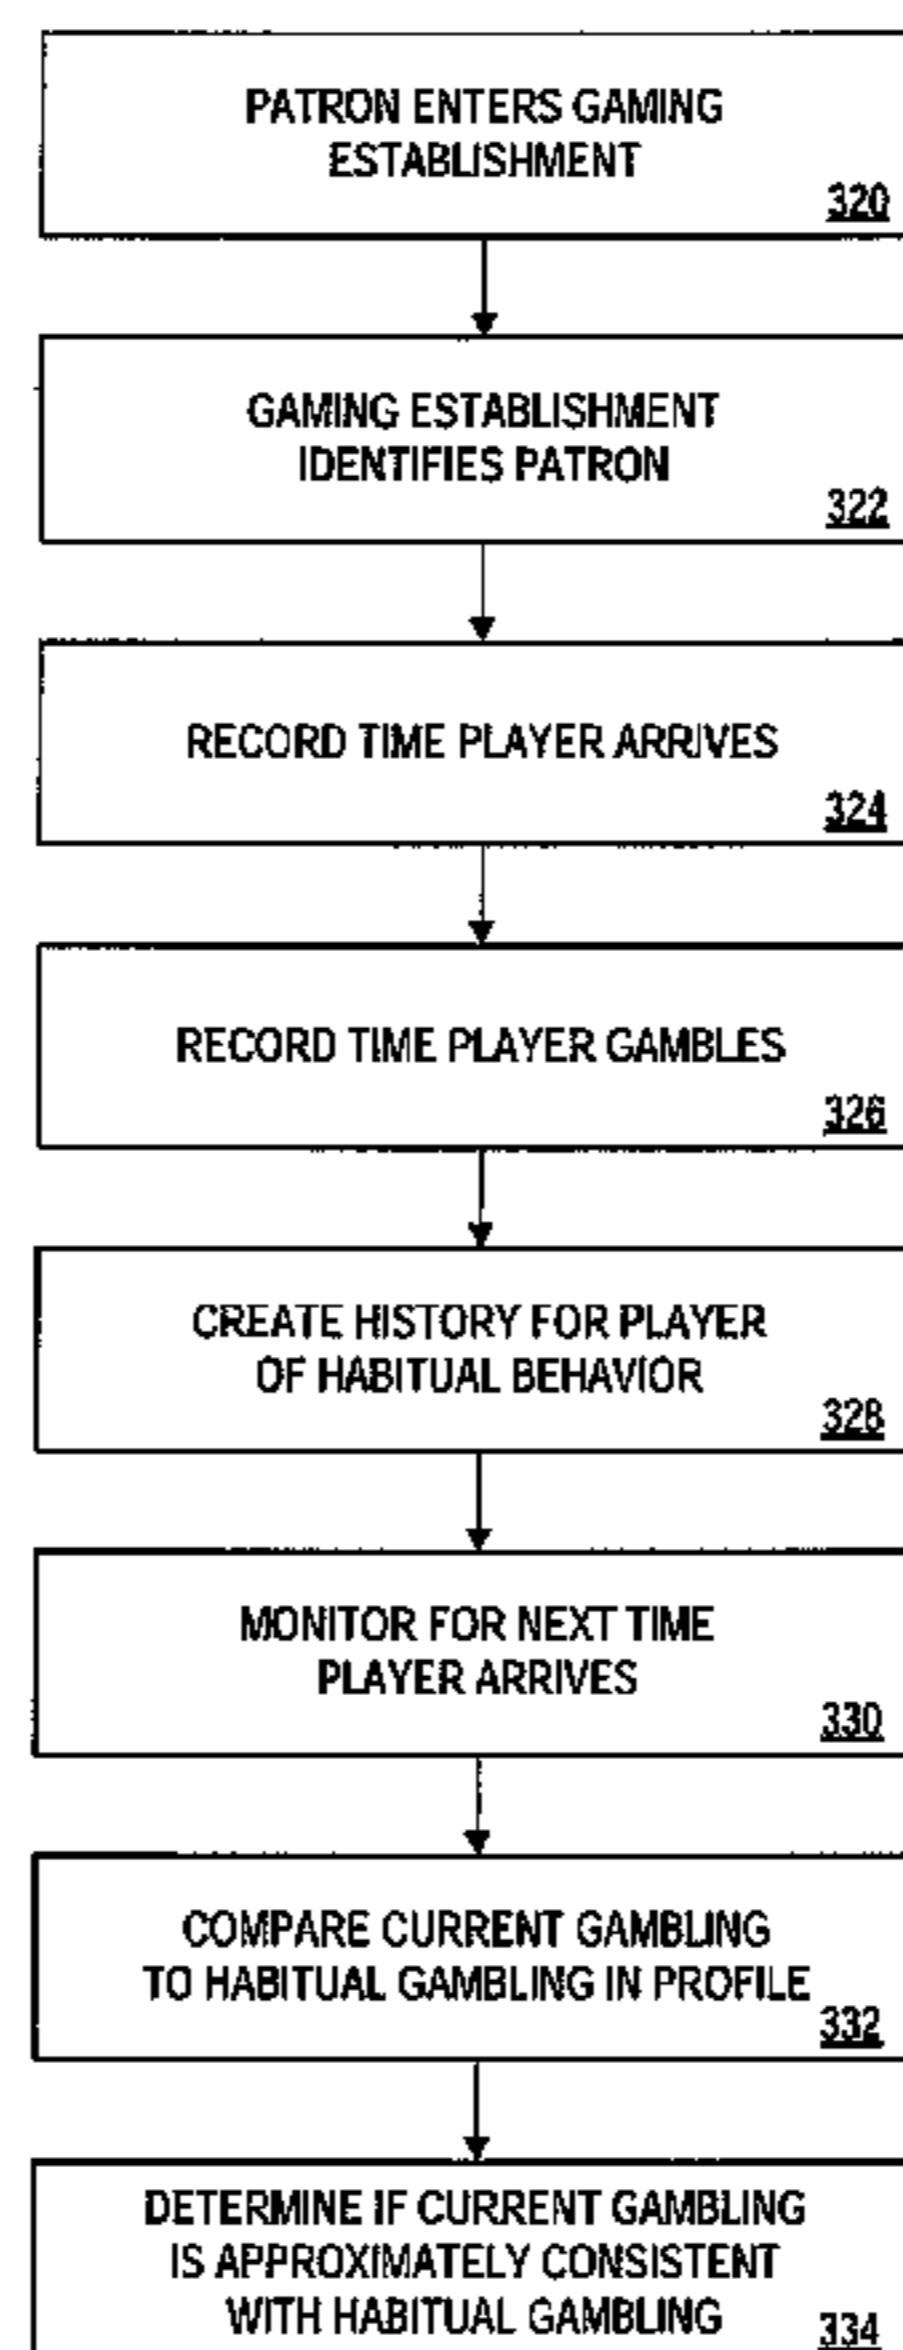 PATRON ENTERS GAMING
ESTABLISHMENT
320
GAMING ESTABLISHMENT
IDENTIFIES PATRON
322
RECORD TIME PLAYER ARRIVES
324
RECORD TIME PLAYER GAMBLES
326
CREATE HISTORY FOR PLAYER
OF HABITUAL BEHAVIOR
328
MONITOR FOR NEXT TIME
PLAYER ARRIVES
330
COMPARE CURRENT GAMBLING
TO HABITUAL GAMBLING IN PROFILE
332
DETERMINE IF CURRENT GAMBLING
IS APPROXIMATELY CONSISTENT
WITH HABITUAL GAMBLING
334